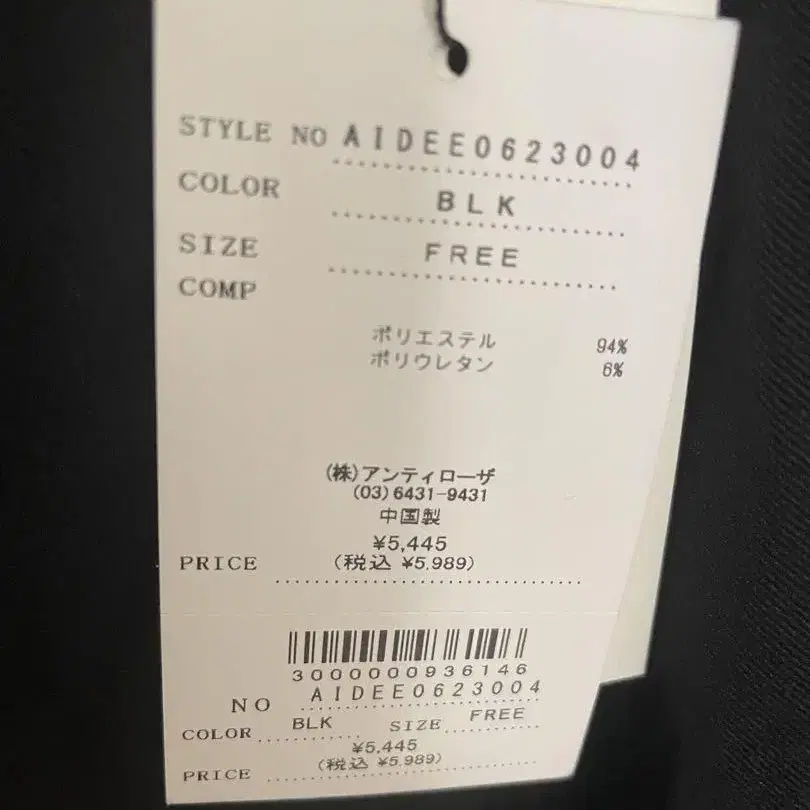 STYLE NO AIDEE0623004
COLOR BLK
SIZE FREE
COMP
ポリエステル 94%
ポリウレタン 6%
(株)アンティローザ
(03)6431-9431
中国製
¥5,445
PRICE (税込 ¥5,989)
3000000936146
NO AIDEE0623004
COLOR BLK SIZE FREE
¥5,445
PRICE (税込 ¥5,989)